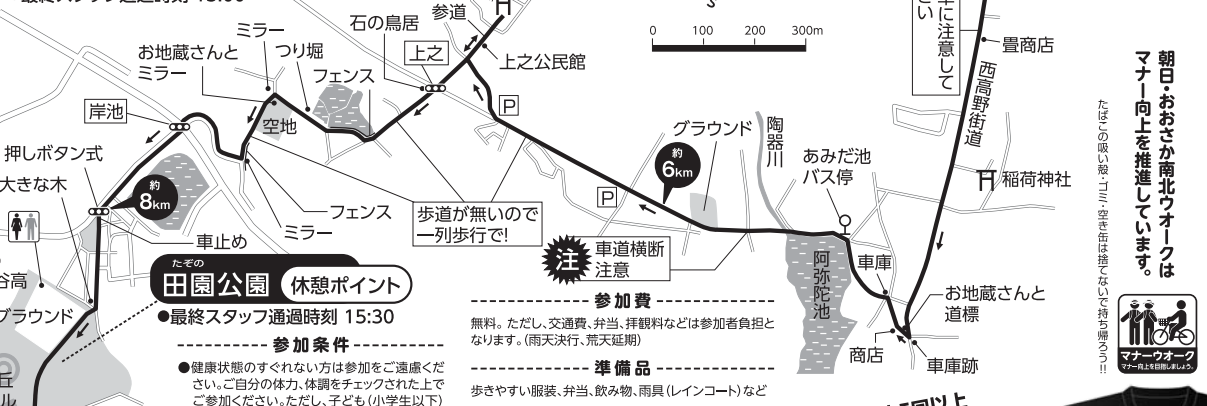 参道
石の鳥居
上之
上之公民館
ミラー
お地蔵さんと
ミラー
つり堀
フェンス
岸池
空地
押しボタン式
大きな木
約
8km
フェンス
ミラー
車止め
P
0 100 200 300m
畳商店
西高野街道
車に注意して
さい
グラウンド
陶器川
あみだ池
バス停
約
6km
P
稲荷神社
歩道が無いので
一列歩行で!
注
車道横断
注意
阿弥陀池
車庫
お地蔵さんと
道標
商店
車庫跡
谷高
グラウンド
丘
ル
たぞの
田園公園 休憩ポイント
●最終スタッフ通過時刻 15:30
参加条件
●健康状態のすぐれない方は参加をご遠慮くだ
さい。ご自分の体力、体調をチェックされた上で
ご参加ください。ただし、子ども(小学生以下)
参加費
無料。ただし、交通費、弁当、拝観料などは参加者負担と
なります。(雨天決行、荒天延期)
準備品
歩きやすい服装、弁当、飲み物、雨具(レインコート)など
朝日・おおさか南北ウオークは
マナー向上を推進しています。
たばこの吸い殻・ゴミ・空き缶は捨てないで持ち帰ろう!!
マナーウオーク
マナー向上を目指しましょう。